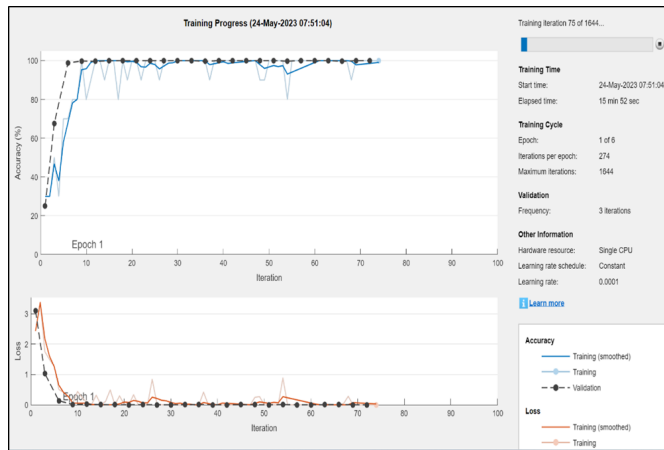 Training Progress (24-May-2023 07:51:04)
Training iteration 75 of 1644...
Training Time
Start time: 24-May-2023 07:51:04
Elapsed time: 15 min 52 sec
Training Cycle
Epoch: 1 of 6
Iterations per epoch: 274
Maximum iterations: 1644
Validation
Frequency: 3 iterations
Other Information
Hardware resource: Single CPU
Learning rate schedule: Constant
Learning rate: 0.0001
Learn more
Accuracy
Training (smoothed)
Training
Validation
Loss
Training (smoothed)
Training
Accuracy (%)
100
80
60
40
20
0
Epoch 1
0 10 20 30 40 50 60 70 80 90 100
Iteration
Loss
3
2
1
0
Epoch 1
0 10 20 30 40 50 60 70 80 90 100
Iteration